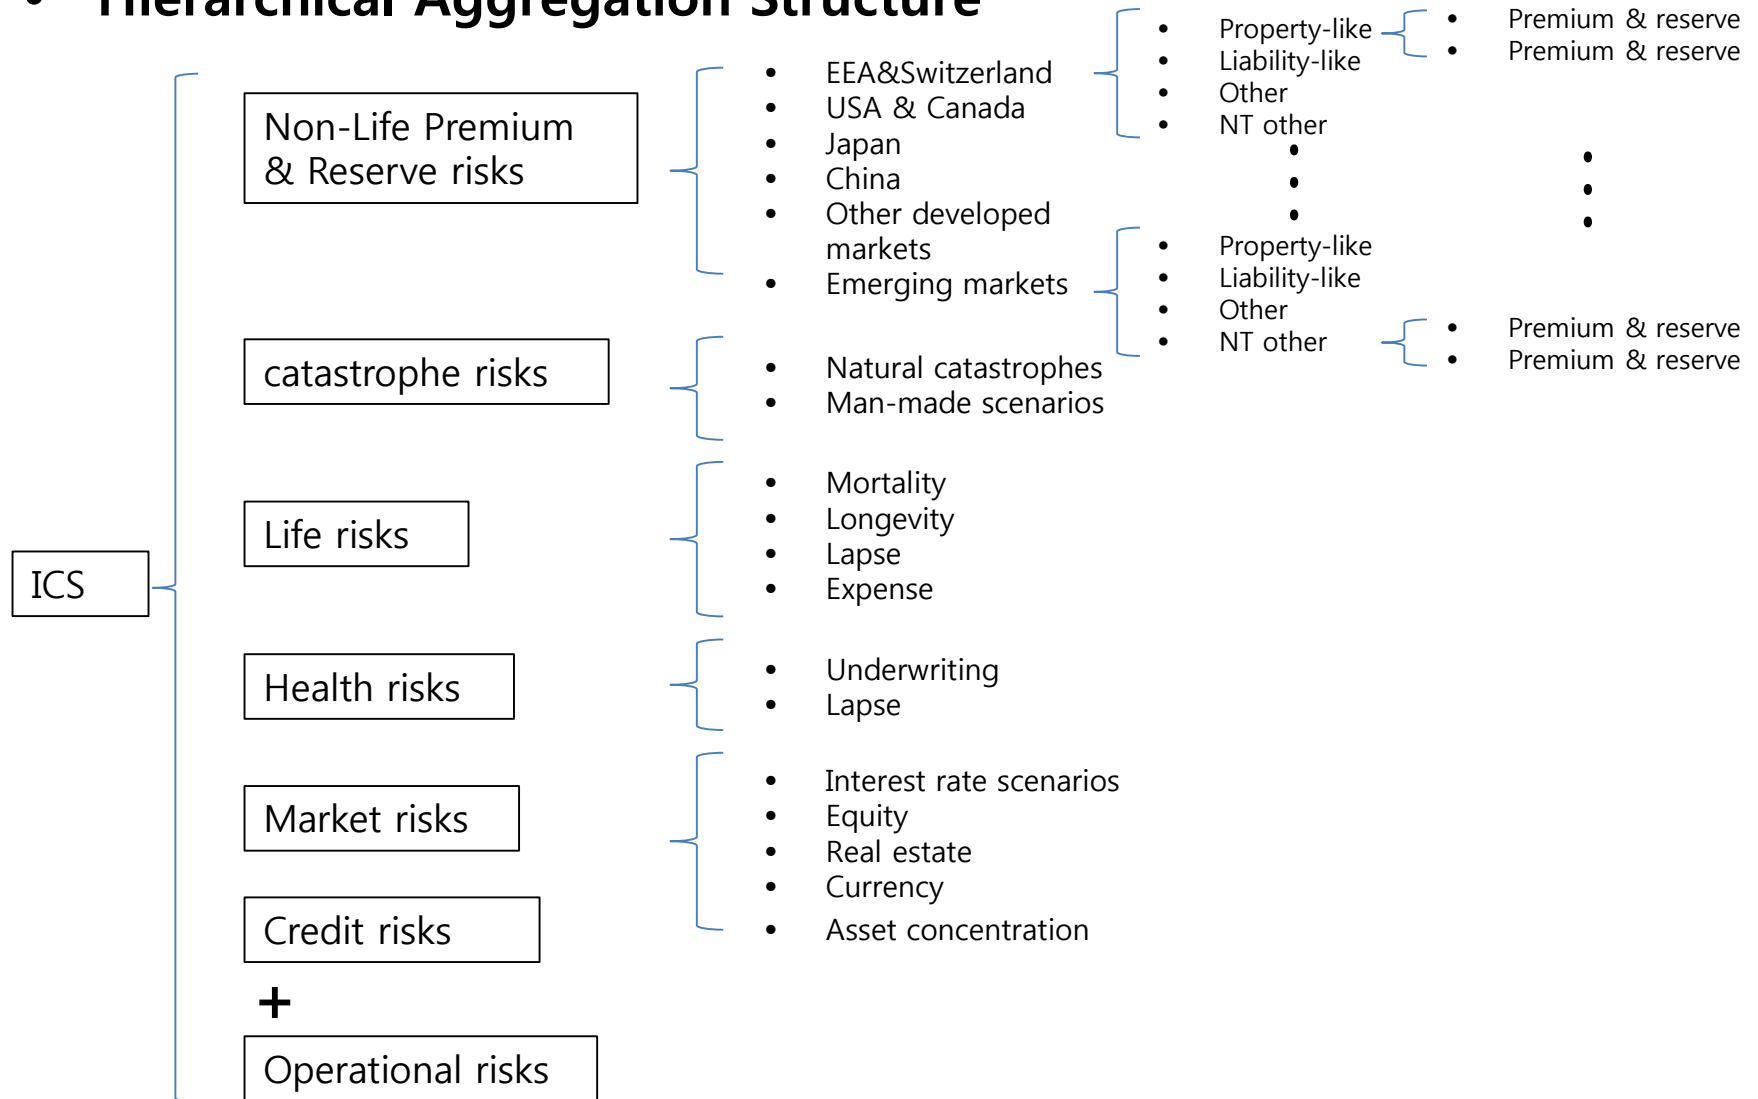 • Hierarchical Aggregation Structure
ICS
Non-Life Premium
& Reserve risks
• EEA&Switzerland
• USA & Canada
• Japan
• China
• Other developed
markets
• Emerging markets
• Property-like
• Liability-like
• Other
• NT other
• Premium & reserve
• Premium & reserve
• Property-like
• Liability-like
• Other
• NT other
• Premium & reserve
• Premium & reserve
catastrophe risks
• Natural catastrophes
• Man-made scenarios
Life risks
• Mortality
• Longevity
• Lapse
• Expense
Health risks
• Underwriting
• Lapse
Market risks
• Interest rate scenarios
• Equity
• Real estate
• Currency
• Asset concentration
Credit risks
+
Operational risks